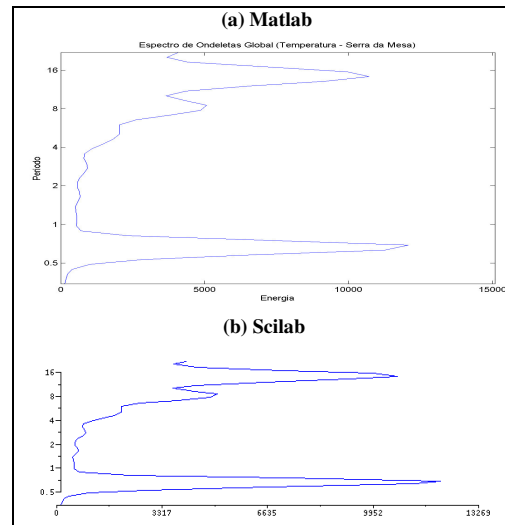 (a) Matlab
Espectro de Ondeletas Global (Temperatura - Serra da Mesa)
16
8
4
2
1
0.5
Periodo
0 5000 10000 15000
Energia
(b) Scilab
16
8
4
2
1
0.5
0 3317 6635 9952 13269